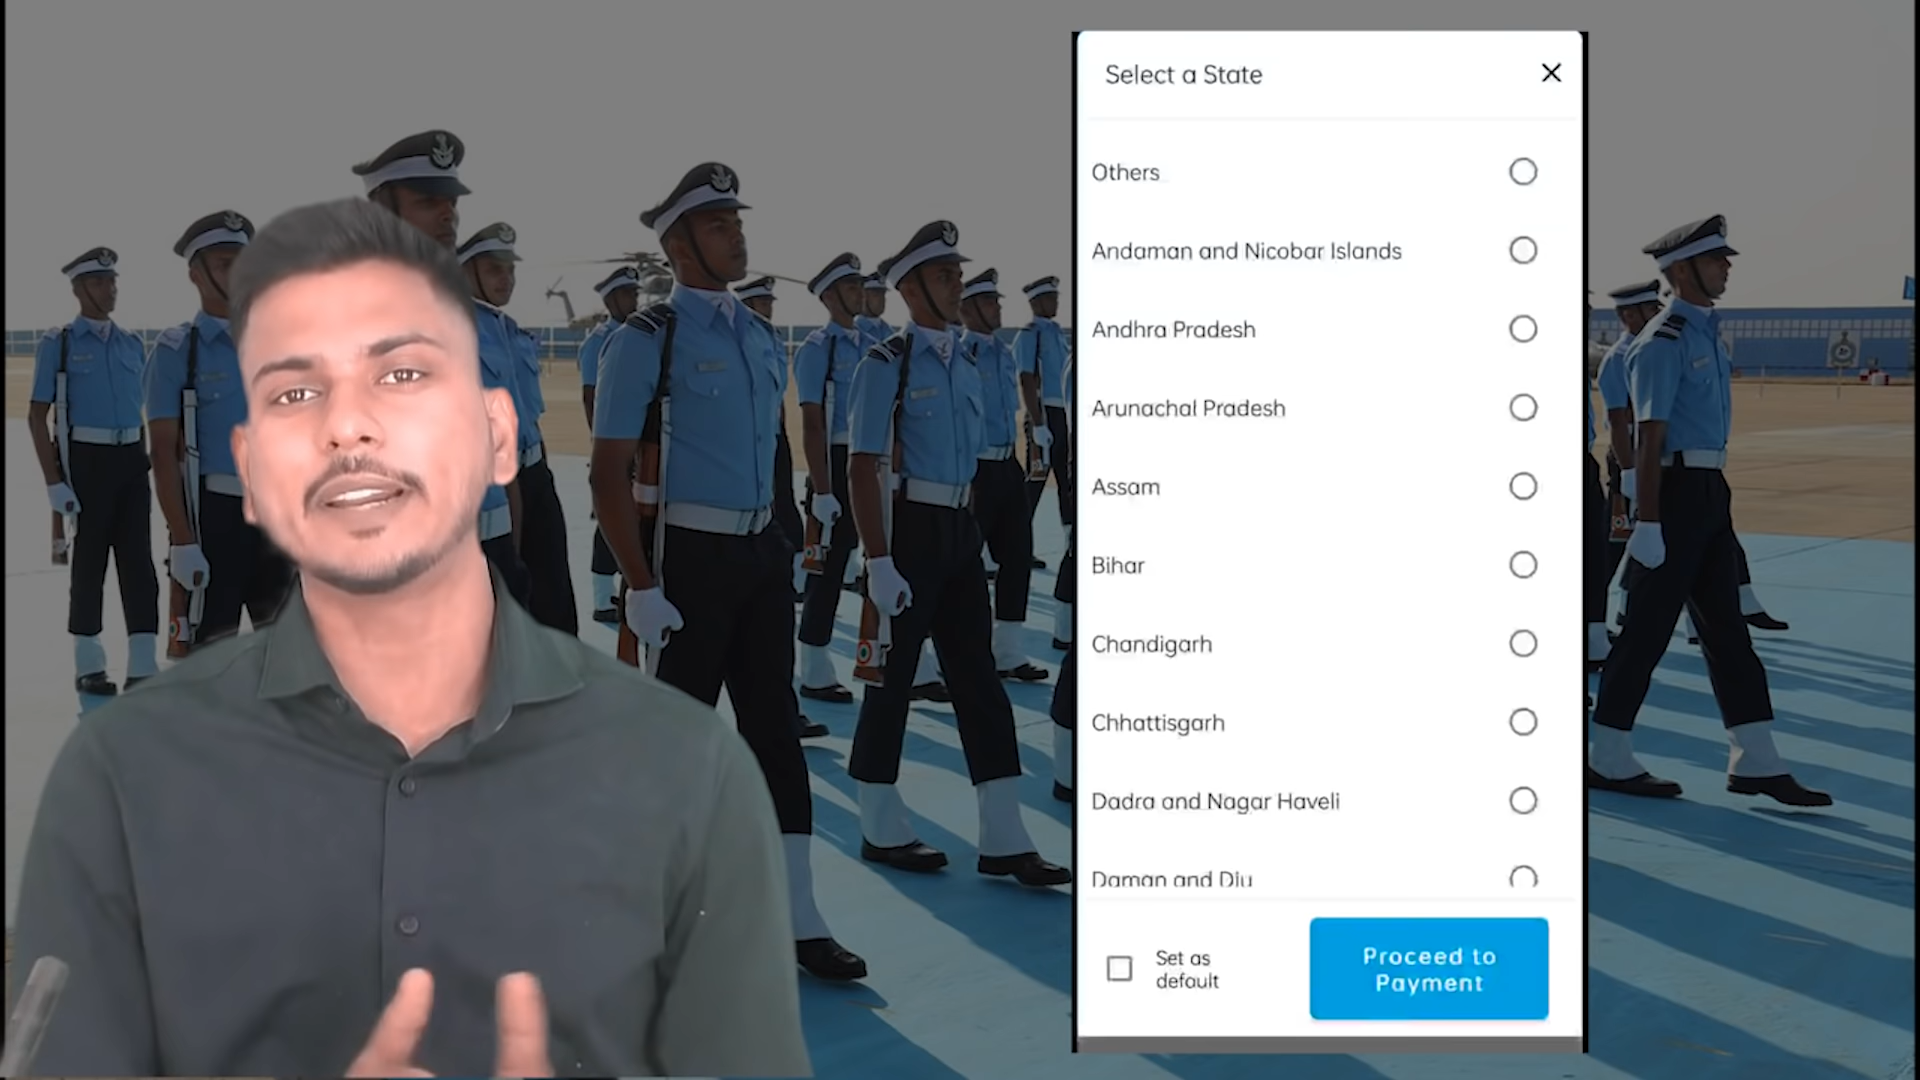 Select a State
Others
Andaman and Nicobar Islands
Andhra Pradesh
Arunachal Pradesh
Assam
Bihar
Chandigarh
Chhattisgarh
Dadra and Nagar Haveli
Daman and Diu
Set as
default
Proceed to
Payment